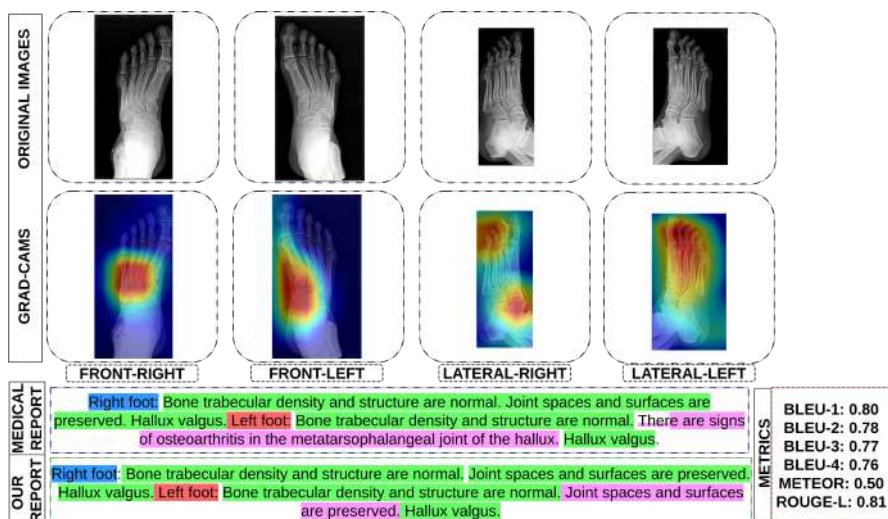 ORIGINAL IMAGES
GRAD-CAMS
FRONT-RIGHT
FRONT-LEFT
LATERAL-RIGHT
LATERAL-LEFT
MEDICAL
REPORT
Right foot: Bone trabecular density and structure are normal. Joint spaces and surfaces are
preserved. Hallux valgus. Left foot: Bone trabecular density and structure are normal. There are signs
of osteoarthritis in the metatarsophalangeal joint of the hallux. Hallux valgus.
OUR
REPORT
Right foot: Bone trabecular density and structure are normal. Joint spaces and surfaces are preserved.
Hallux valgus. Left foot: Bone trabecular density and structure are normal. Joint spaces and surfaces
are preserved. Hallux valgus.
METRICS
BLEU-1: 0.80
BLEU-2: 0.78
BLEU-3: 0.77
BLEU-4: 0.76
METEOR: 0.50
ROUGE-L: 0.81